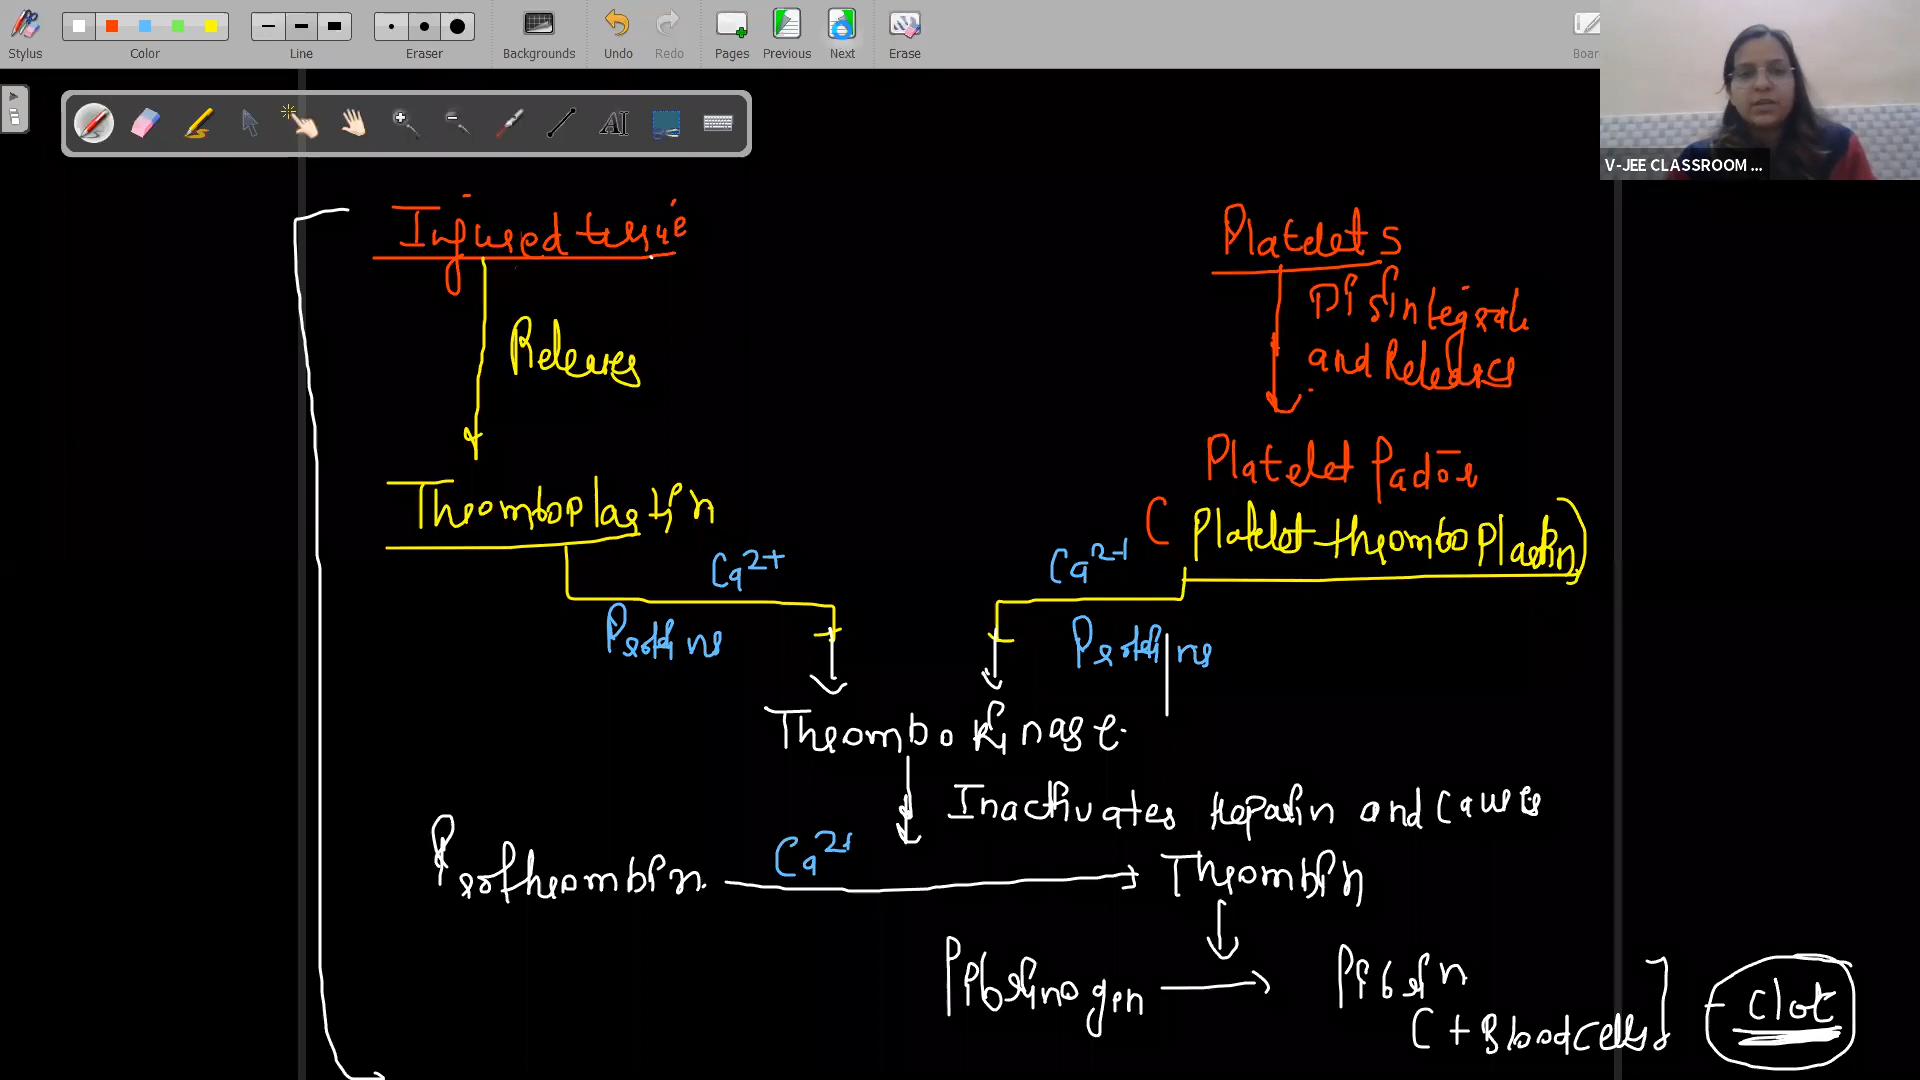 Stylus Color Line Eraser Backgrounds Undo Redo Pages Previous Next Erase Boar
V-JEE CLASSROOM ...
Injured tissue
Platelets
Disintegrate
and Releases
Releases
Platelet factor
Thromboplastin
(Platelet thromboplastin)
Ca2+
Ca2+
Proteins
Proteins
Thrombokinase
Inactivates heparin and causes
Prothrombin Ca2+ Thrombin
Fibrinogen Fibrin
(+ Blood cells) - clot